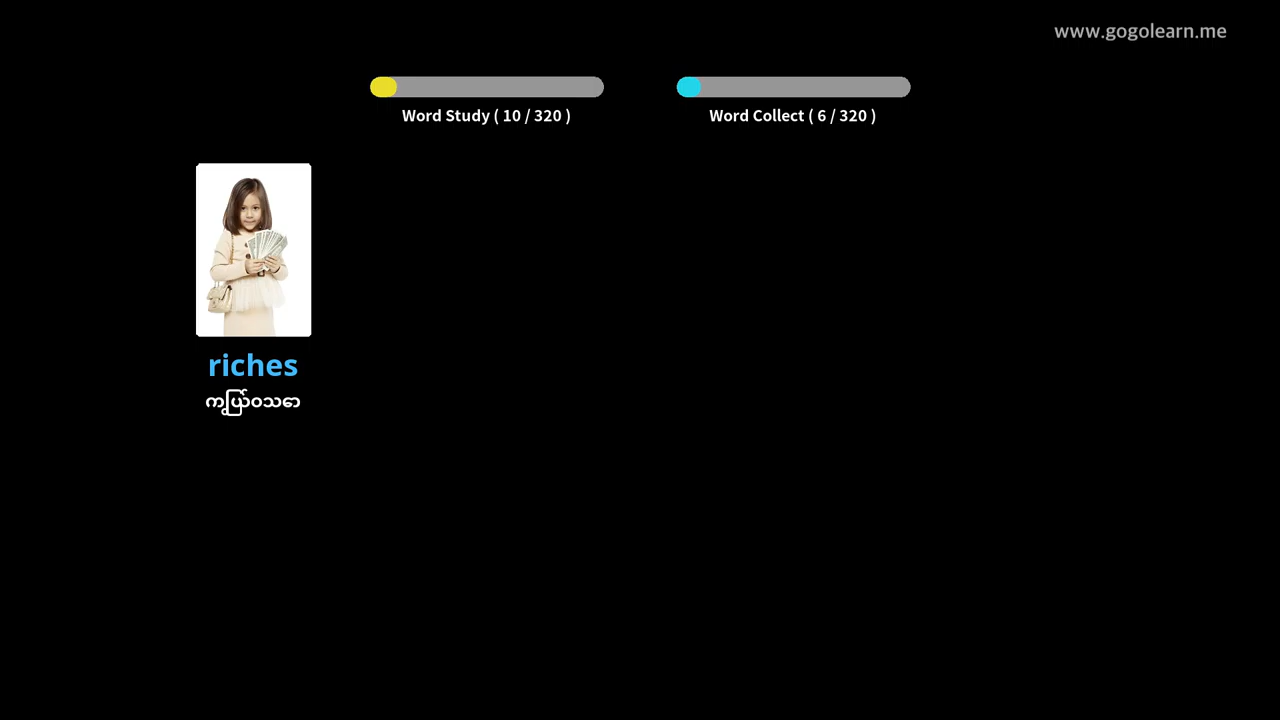 www.gogolearn.me
Word Study ( 10 / 320 )
Word Collect ( 6 / 320 )
riches
ကြွယ်ဝသော